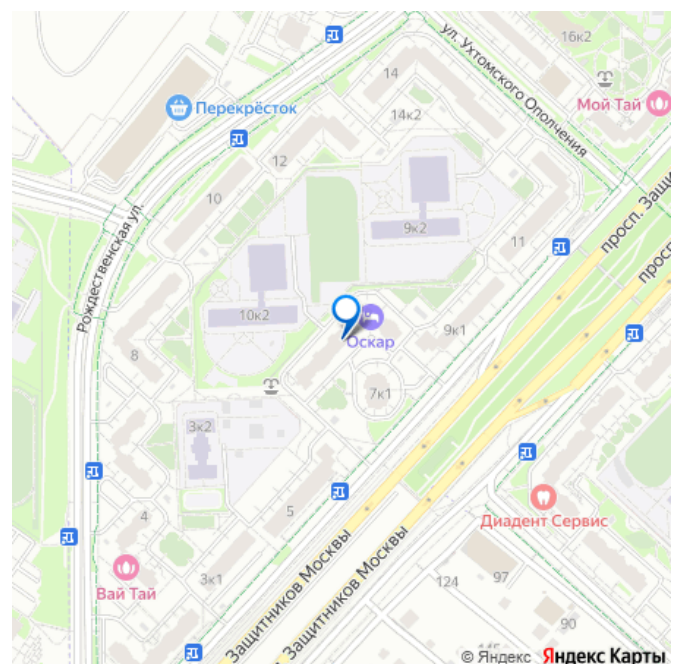 16к2
ул. Ухтомского Ополчения
14
Мой Тай
Перекрёсток
14к2
12
10
9к2
11
просп. Защи
просп.
Рождественская ул.
10к2
Оскар
9к1
8
7к1
3к2
5
4
Диадент Сервис
Вай Тай
3к1
Защитников Москвы
Защитников Москвы
124
97
90
© Яндекс Яндекс Карты